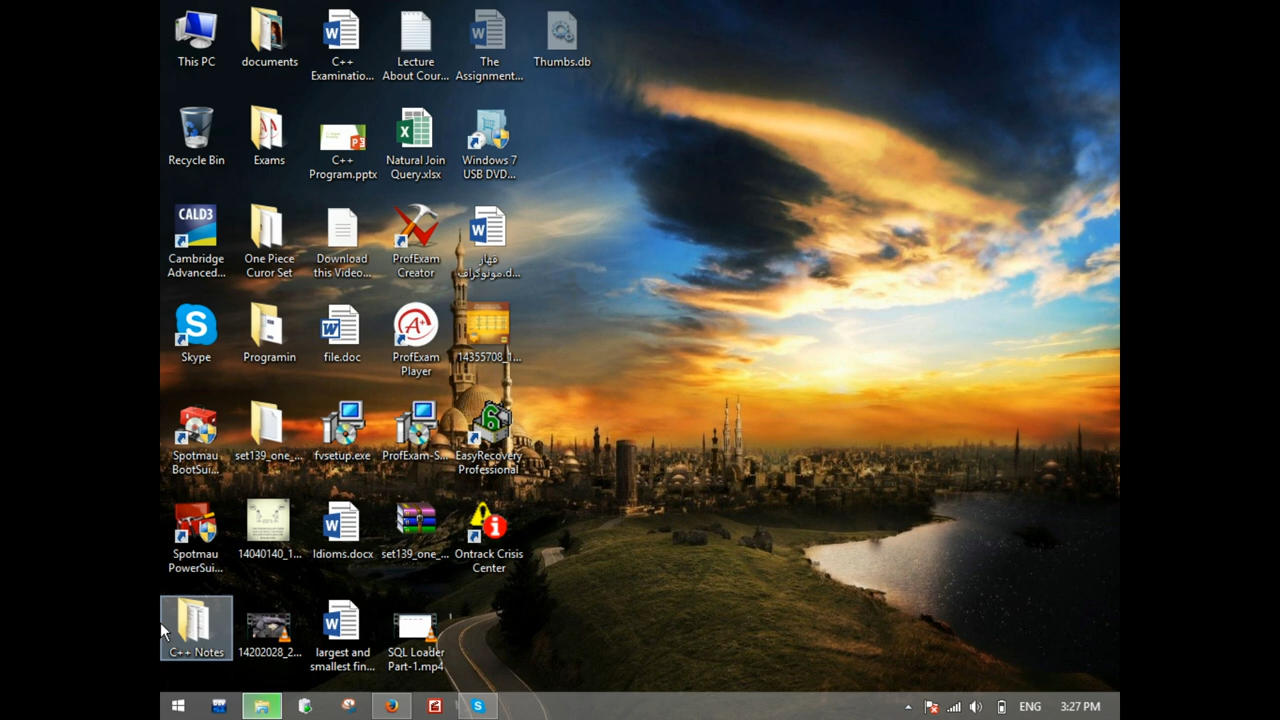 This PC
documents
C++
Examinatio...
Lecture
About Cour...
The
Assignment...
Thumbs.db
Recycle Bin
Exams
C++
Program.pptx
Natural Join
Query.xlsx
Windows 7
USB DVD...
CALD3
Cambridge
Advanced...
One Piece
Curor Set
Download
this Video...
ProfExam
Creator
قهار
مونوگراف.d...
Skype
Programin
file.doc
ProfExam
Player
14355708_1...
Spotmau
BootSui...
set139_one_...
fvsetup.exe
ProfExam-S...
EasyRecovery
Professional
Spotmau
PowerSui...
14040140_1...
Idioms.docx
set139_one_...
Ontrack Crisis
Center
C++ Notes
14202028_2...
largest and
smallest fin...
SQL Loader
Part-1.mp4
ENG
3:27 PM